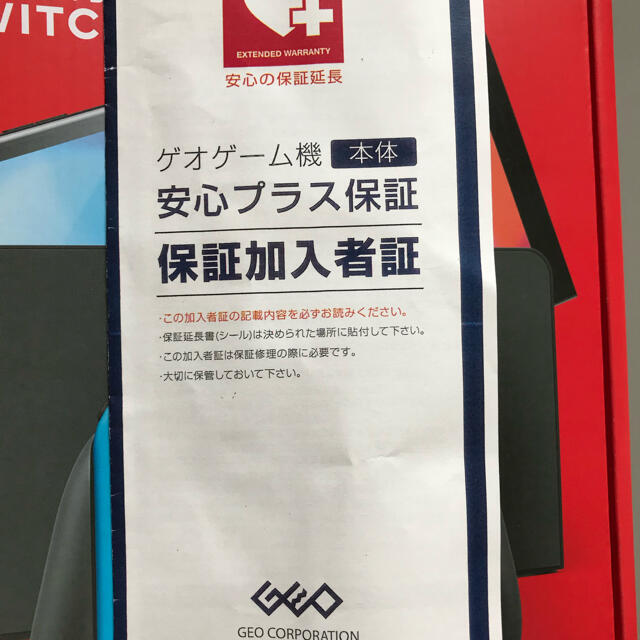 WITC
EXTENDED WARRANTY
安心の保証延長
ゲオゲーム機 本体
安心プラス保証
保証加入者証
・この加入者証の記載内容を必ずお読みください。
・保証延長書(シール)は決められた場所に貼付して下さい。
・この加入者証は保証修理の際に必要です。
・大切に保管しておいて下さい。
GEO
GEO CORPORATION